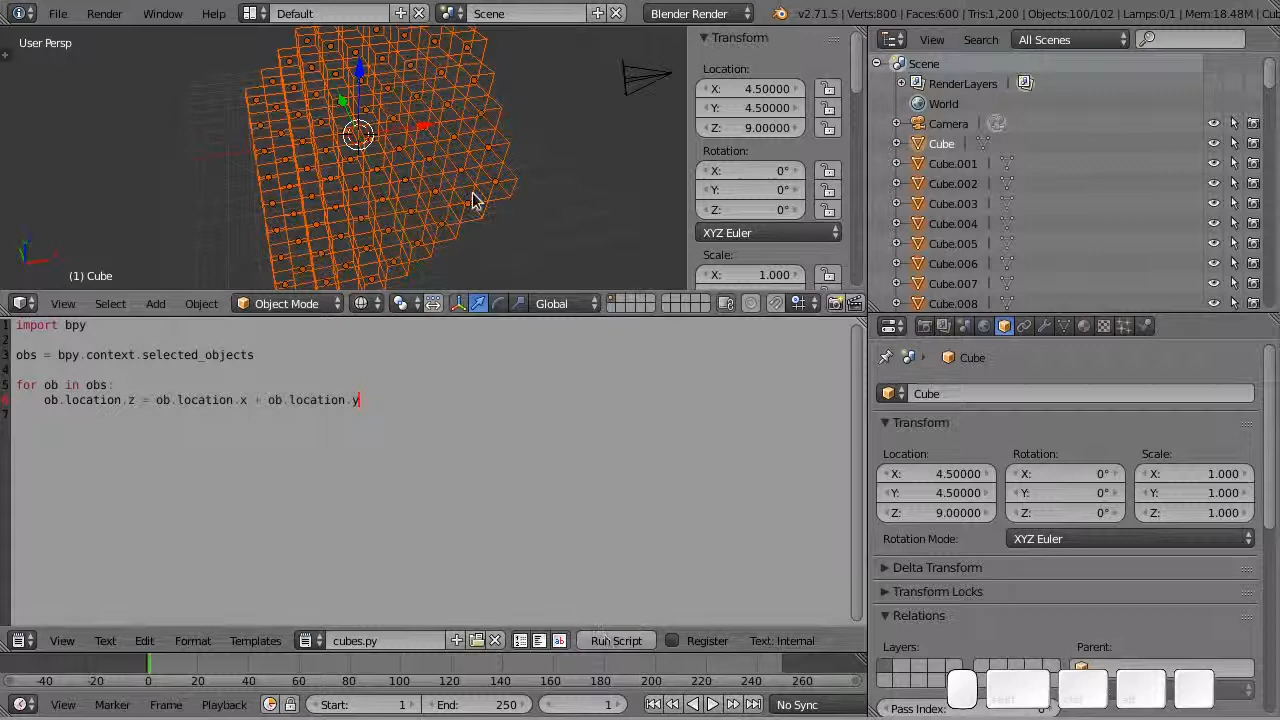 File Render Window Help Default Scene Blender Render v2.71.5 | Verts:800 | Faces:600 | Tris:1,200 | Objects:100/102 | Lamps:0/1 | Mem:18.48M | Cub
User Persp
(1) Cube
View Select Add Object Object Mode Global
Transform
Location:
X: 4.50000
Y: 4.50000
Z: 9.00000
Rotation:
X: 0°
Y: 0°
Z: 0°
XYZ Euler
Scale:
X: 1.000
View Search All Scenes
Scene
RenderLayers
World
Camera
Cube
Cube.001
Cube.002
Cube.003
Cube.004
Cube.005
Cube.006
Cube.007
Cube.008
1 import bpy
2
3 obs = bpy.context.selected_objects
4
5 for ob in obs:
6 ob.location.z = ob.location.x + ob.location.y
7
View Text Edit Format Templates cubes.py Run Script Register Text: Internal
Cube
Cube
Transform
Location: Rotation: Scale:
X: 4.50000 X: 0° X: 1.000
Y: 4.50000 Y: 0° Y: 1.000
Z: 9.00000 Z: 0° Z: 1.000
Rotation Mode: XYZ Euler
Delta Transform
Transform Locks
Relations
Layers: Parent:
Pass Index:
-40 -20 0 20 40 60 80 100 120 140 160 180 200 220 240 260
View Marker Frame Playback Start: 1 End: 250 1 No Sync